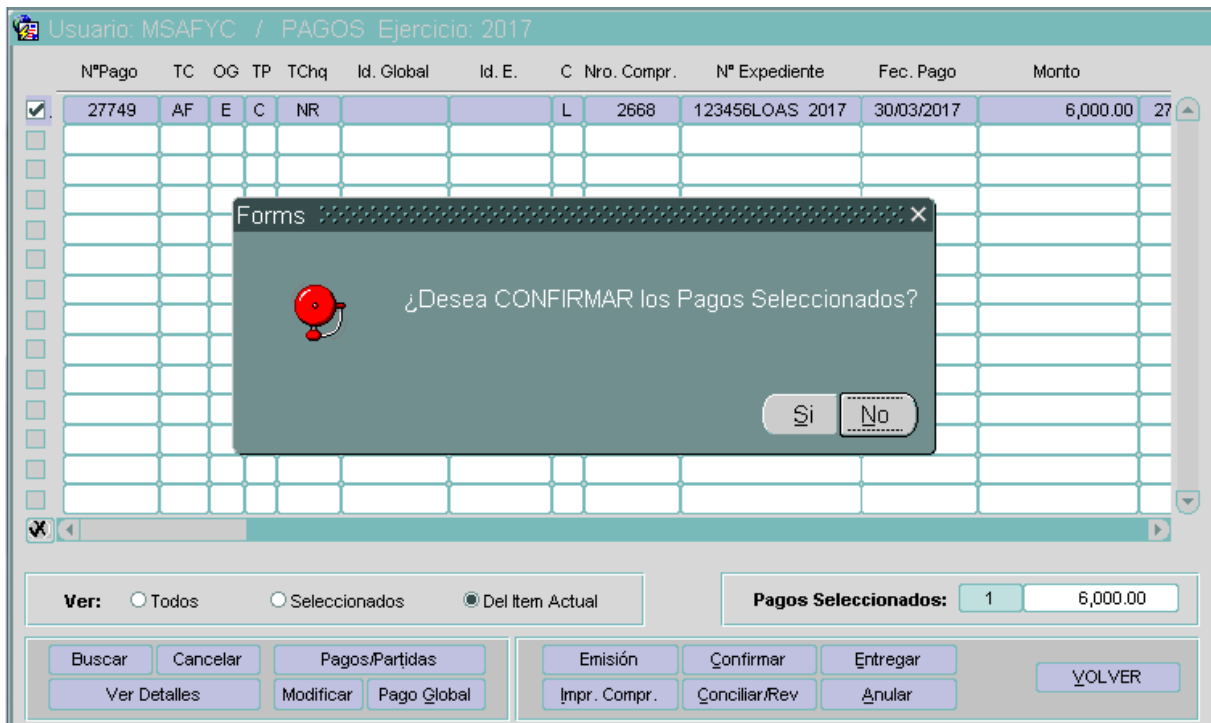 Usuario: MSAFYC / PAGOS Ejercicio: 2017
NºPago TC OG TP TChq Id. Global Id. E. C Nro. Compr. Nº Expediente Fec. Pago Monto
27749 AF E C NR L 2668 123456LOAS 2017 30/03/2017 6,000.00 27
Forms
¿Desea CONFIRMAR los Pagos Seleccionados?
Si No
Ver: Todos Seleccionados Del Item Actual Pagos Seleccionados: 1 6,000.00
Buscar Cancelar Pagos/Partidas Emisión Confirmar Entregar
VOLVER
Ver Detalles Modificar Pago Global Impr. Compr. Conciliar/Rev Anular